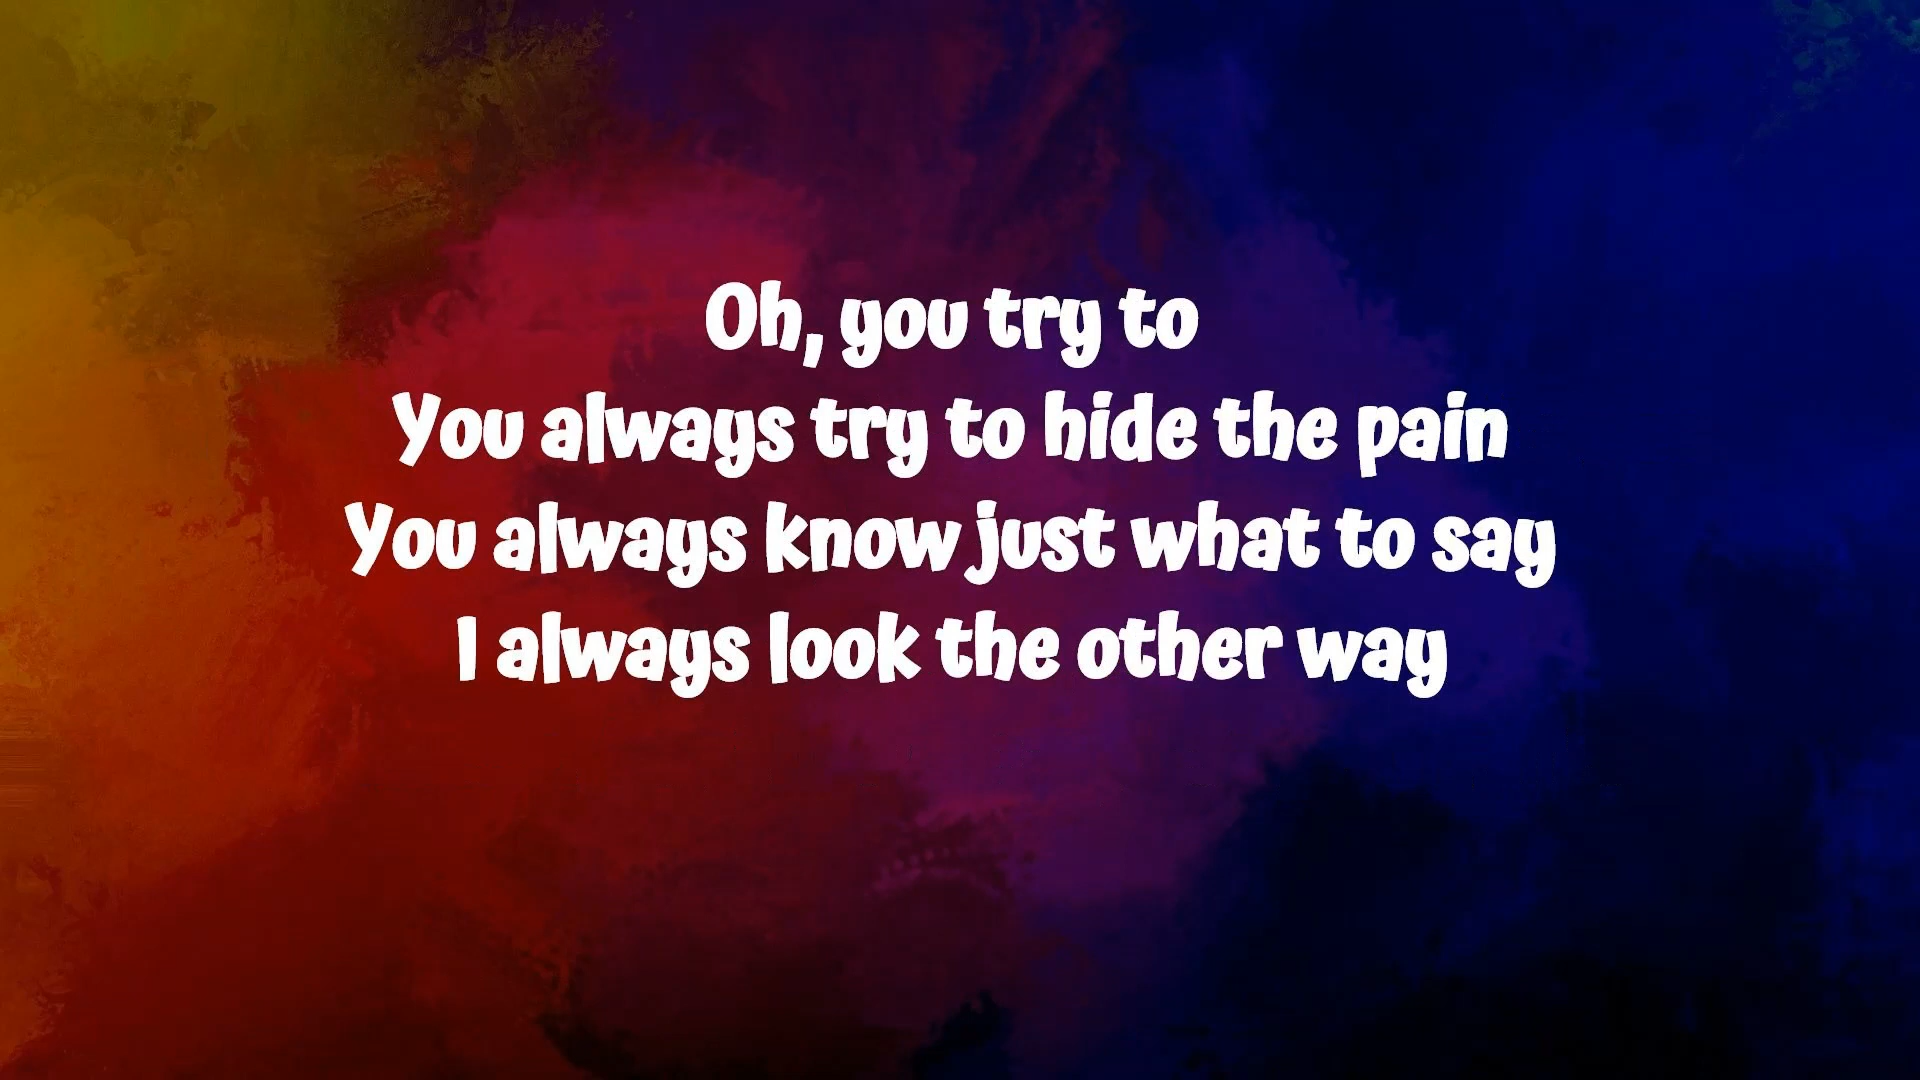 Oh, you try to
You always try to hide the pain
You always know just what to say
I always look the other way